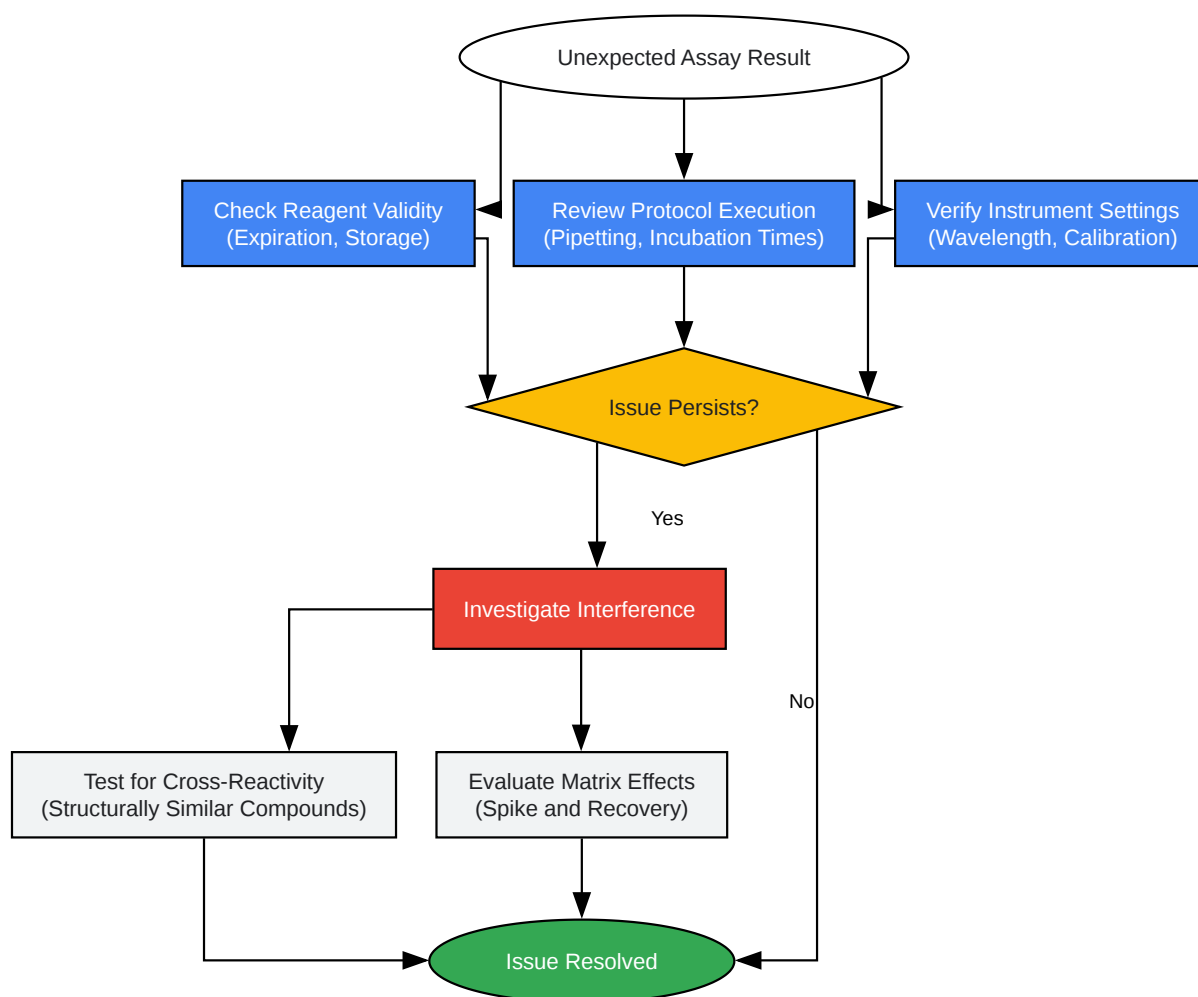 Unexpected Assay Result
Check Reagent Validity
(Expiration, Storage)
Review Protocol Execution
(Pipetting, Incubation Times)
Verify Instrument Settings
(Wavelength, Calibration)
Issue Persists?
Yes
Investigate Interference
No
Test for Cross-Reactivity
(Structurally Similar Compounds)
Evaluate Matrix Effects
(Spike and Recovery)
Issue Resolved